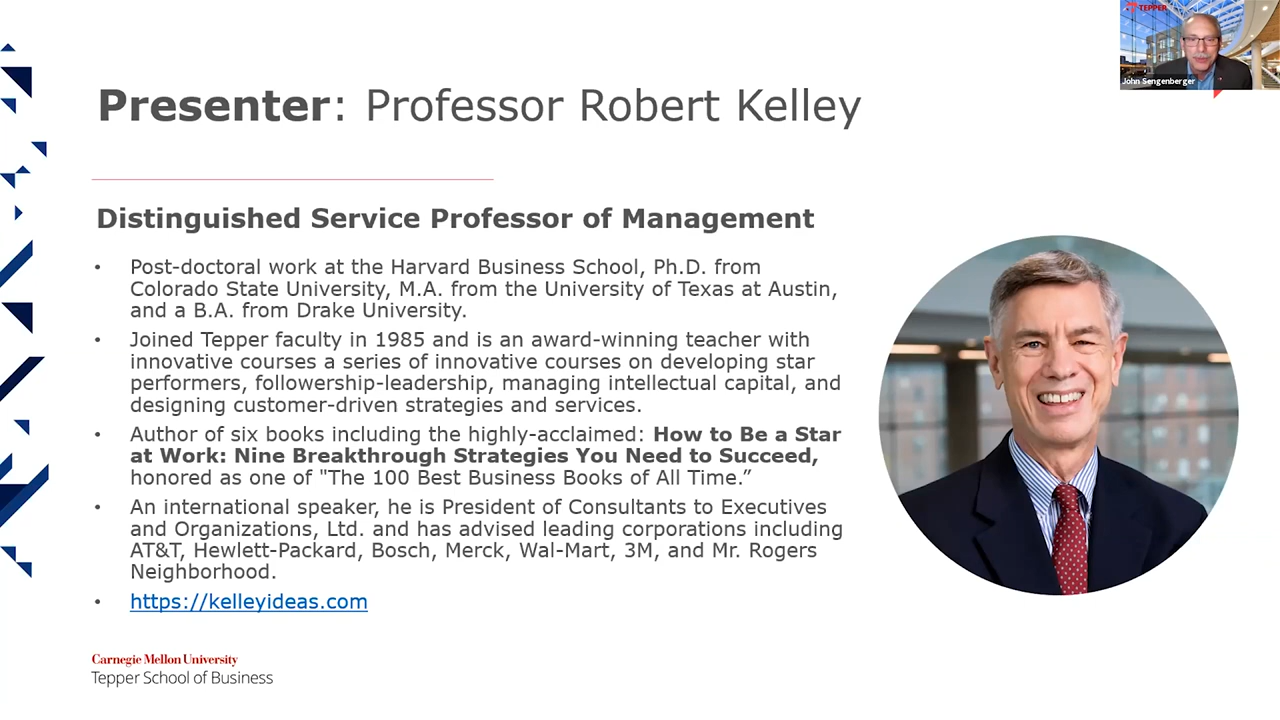 TEPPER
John Sengenberger
Presenter: Professor Robert Kelley
Distinguished Service Professor of Management
• Post-doctoral work at the Harvard Business School, Ph.D. from
Colorado State University, M.A. from the University of Texas at Austin,
and a B.A. from Drake University.
• Joined Tepper faculty in 1985 and is an award-winning teacher with
innovative courses a series of innovative courses on developing star
performers, followership-leadership, managing intellectual capital, and
designing customer-driven strategies and services.
• Author of six books including the highly-acclaimed: How to Be a Star
at Work: Nine Breakthrough Strategies You Need to Succeed,
honored as one of "The 100 Best Business Books of All Time.”
• An international speaker, he is President of Consultants to Executives
and Organizations, Ltd. and has advised leading corporations including
AT&T, Hewlett-Packard, Bosch, Merck, Wal-Mart, 3M, and Mr. Rogers
Neighborhood.
• https://kelleyideas.com
Carnegie Mellon University
Tepper School of Business